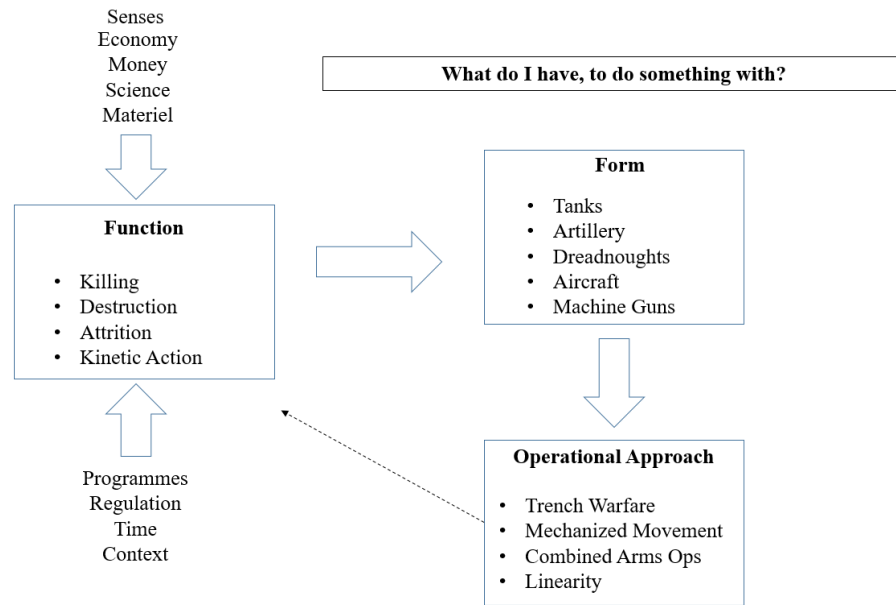 Senses
Economy
Money
Science
Materiel
What do I have, to do something with?
Function
• Killing
• Destruction
• Attrition
• Kinetic Action
Form
• Tanks
• Artillery
• Dreadnoughts
• Aircraft
• Machine Guns
Programmes
Regulation
Time
Context
Operational Approach
• Trench Warfare
• Mechanized Movement
• Combined Arms Ops
• Linearity